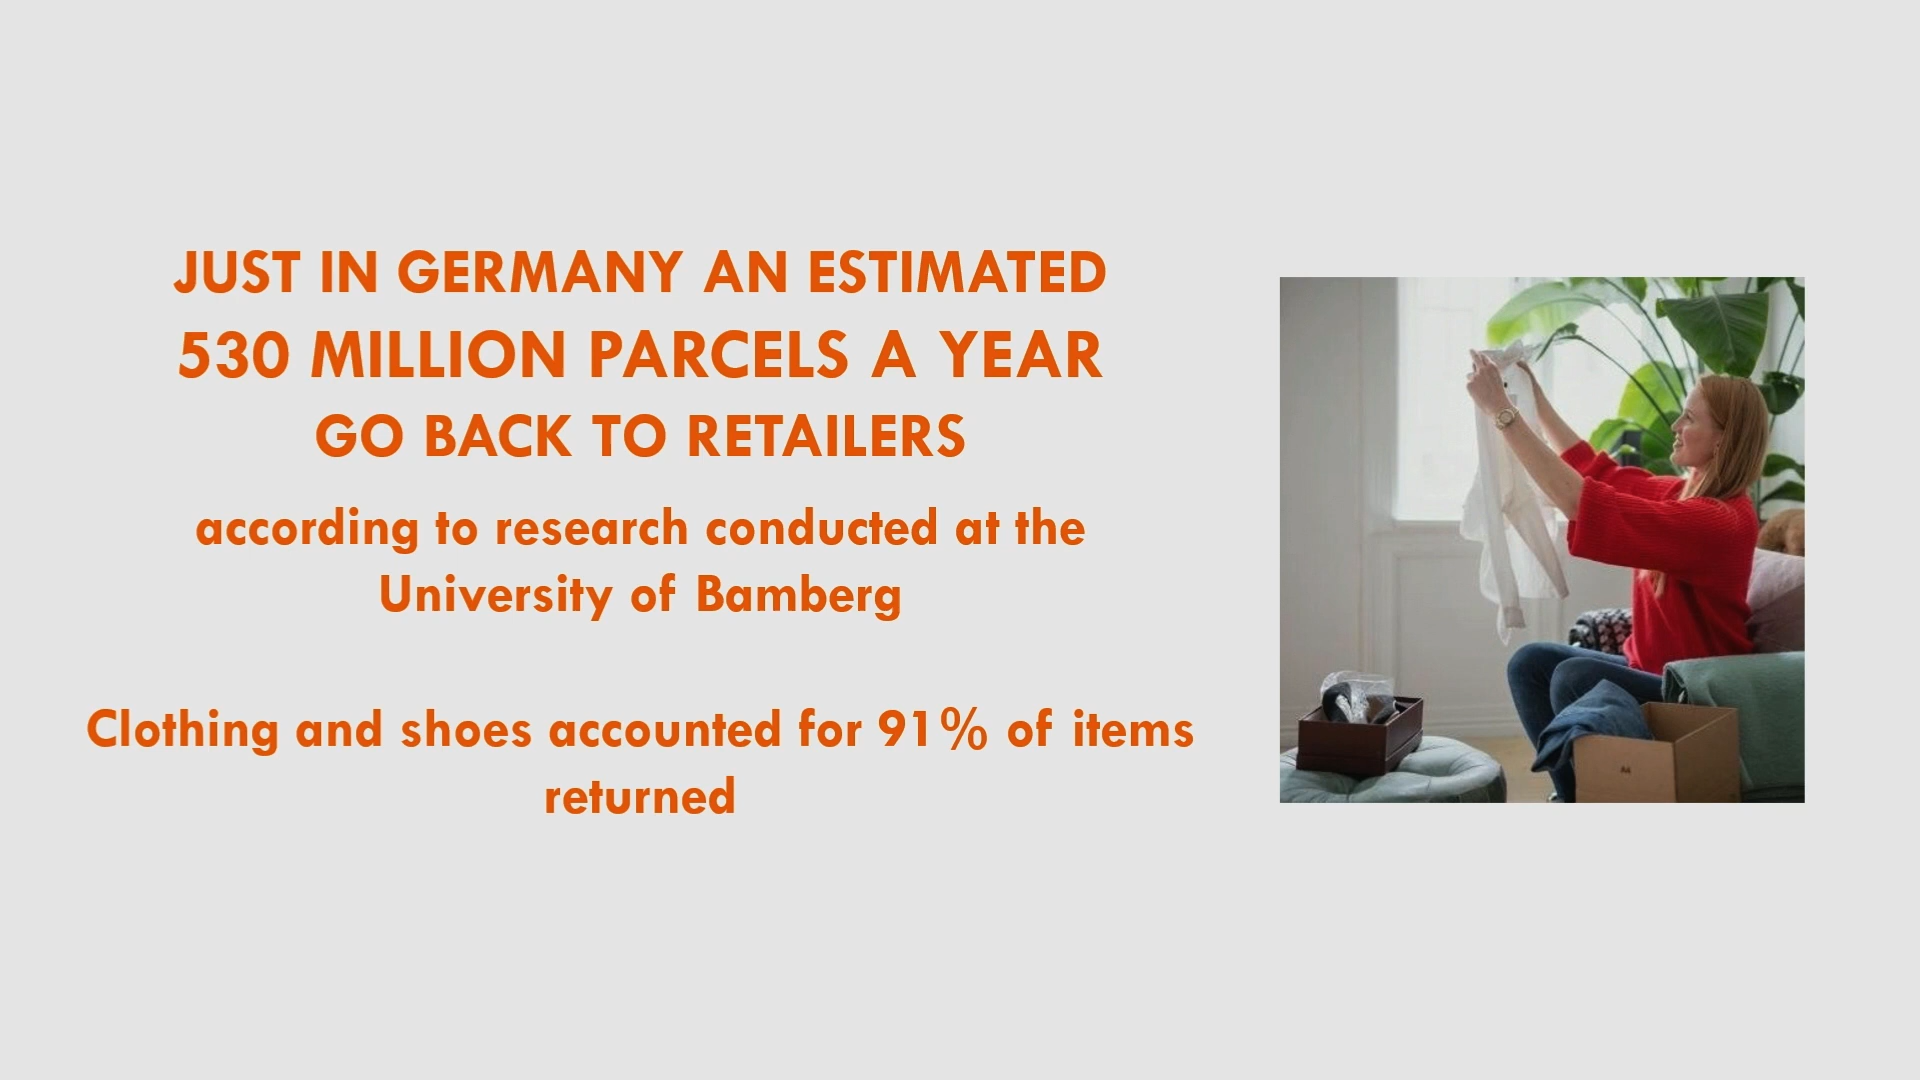 JUST IN GERMANY AN ESTIMATED
530 MILLION PARCELS A YEAR
GO BACK TO RETAILERS
according to research conducted at the
University of Bamberg
Clothing and shoes accounted for 91% of items
returned